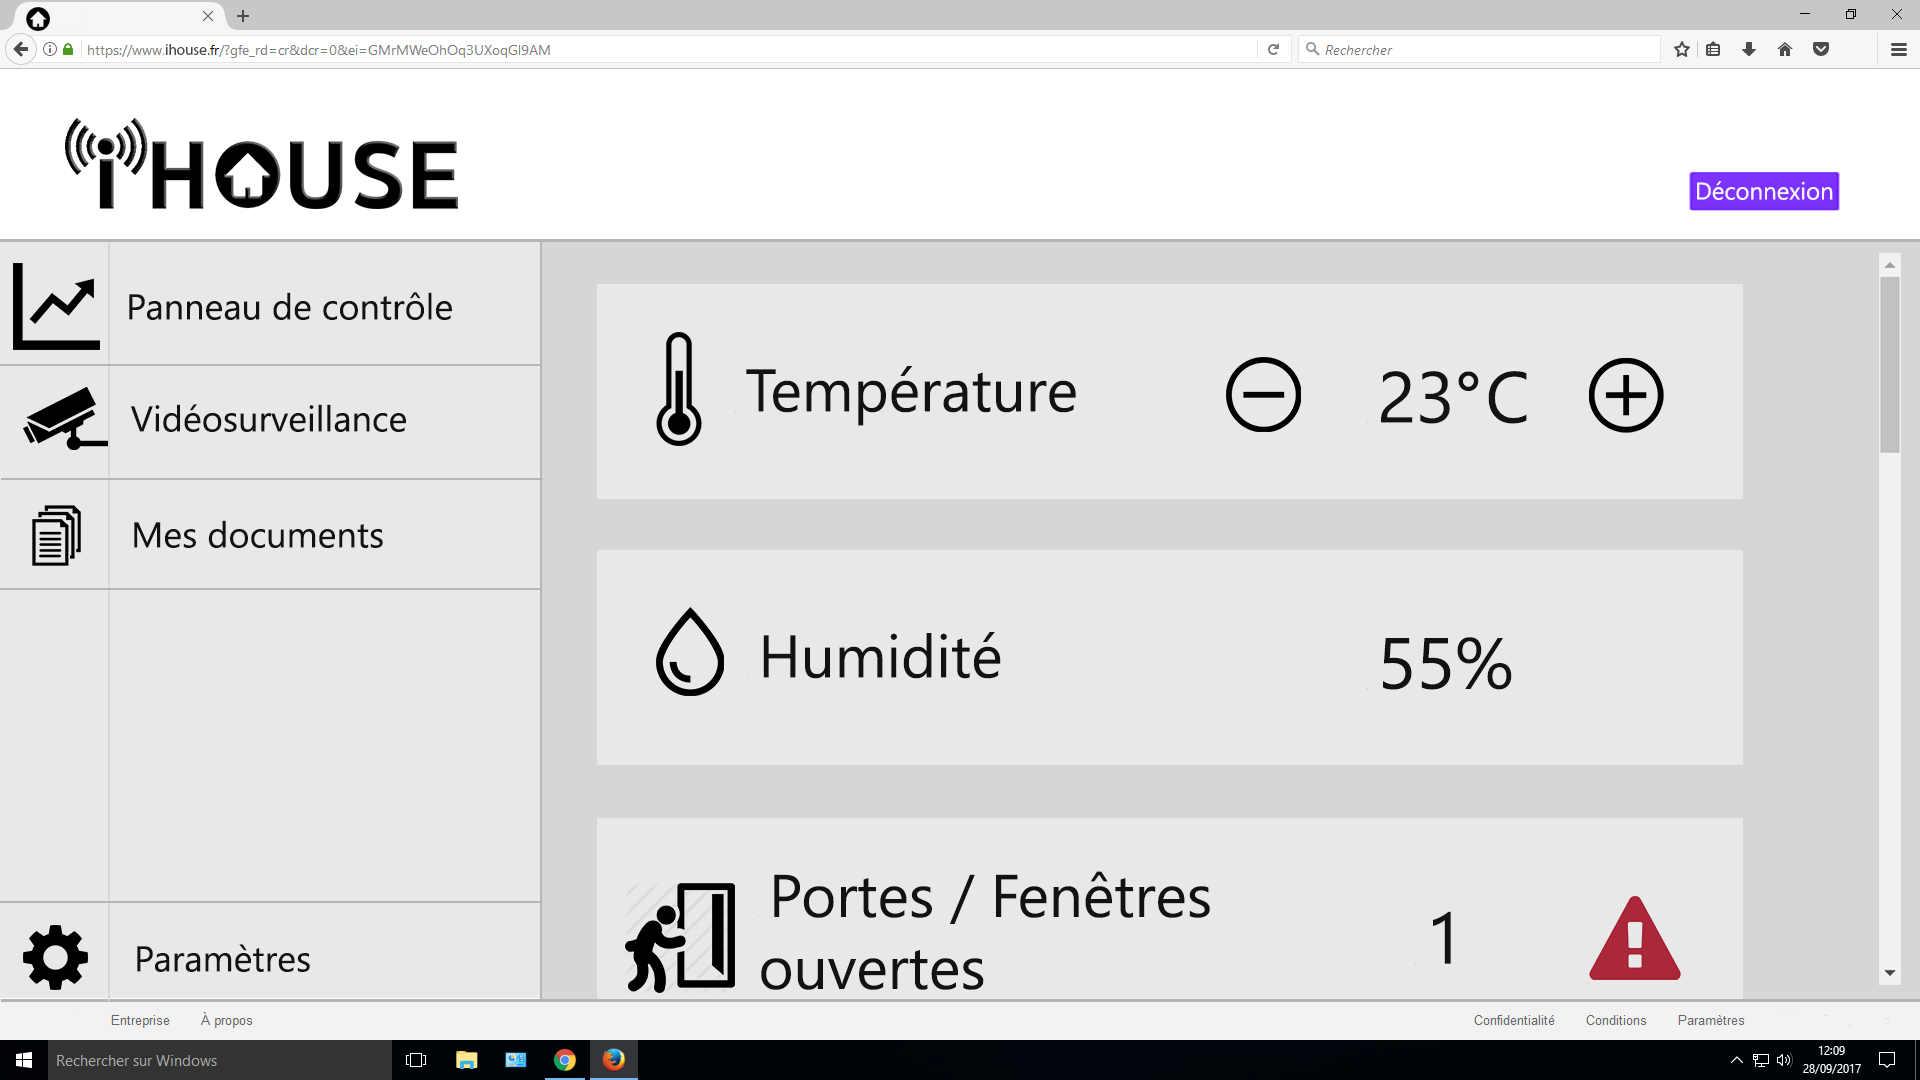 https://www.ihouse.fr/?gfe_rd=cr&dcr=0&ei=GMrMWeOhOq3UXoqGl9AM
Rechercher
iHOUSE
Déconnexion
Panneau de contrôle
Vidéosurveillance
Mes documents
Paramètres
Température
23°C
Humidité
55%
Portes / Fenêtres
ouvertes
1
Entreprise
À propos
Confidentialité
Conditions
Paramètres
Rechercher sur Windows
12:09
28/09/2017